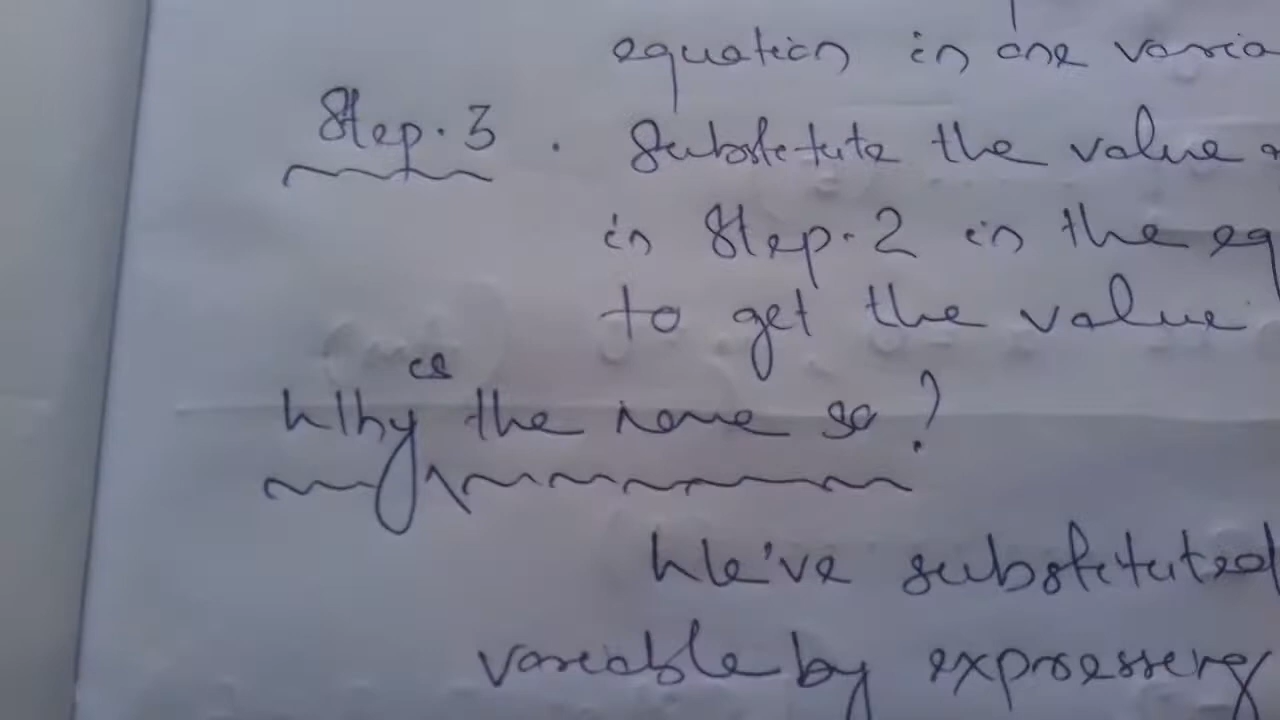 equation in one varia
Step.3 . Substitute the value
in Step.2 in the eq
to get the value
is
Why the name so?
We've substituted
variable by expressing